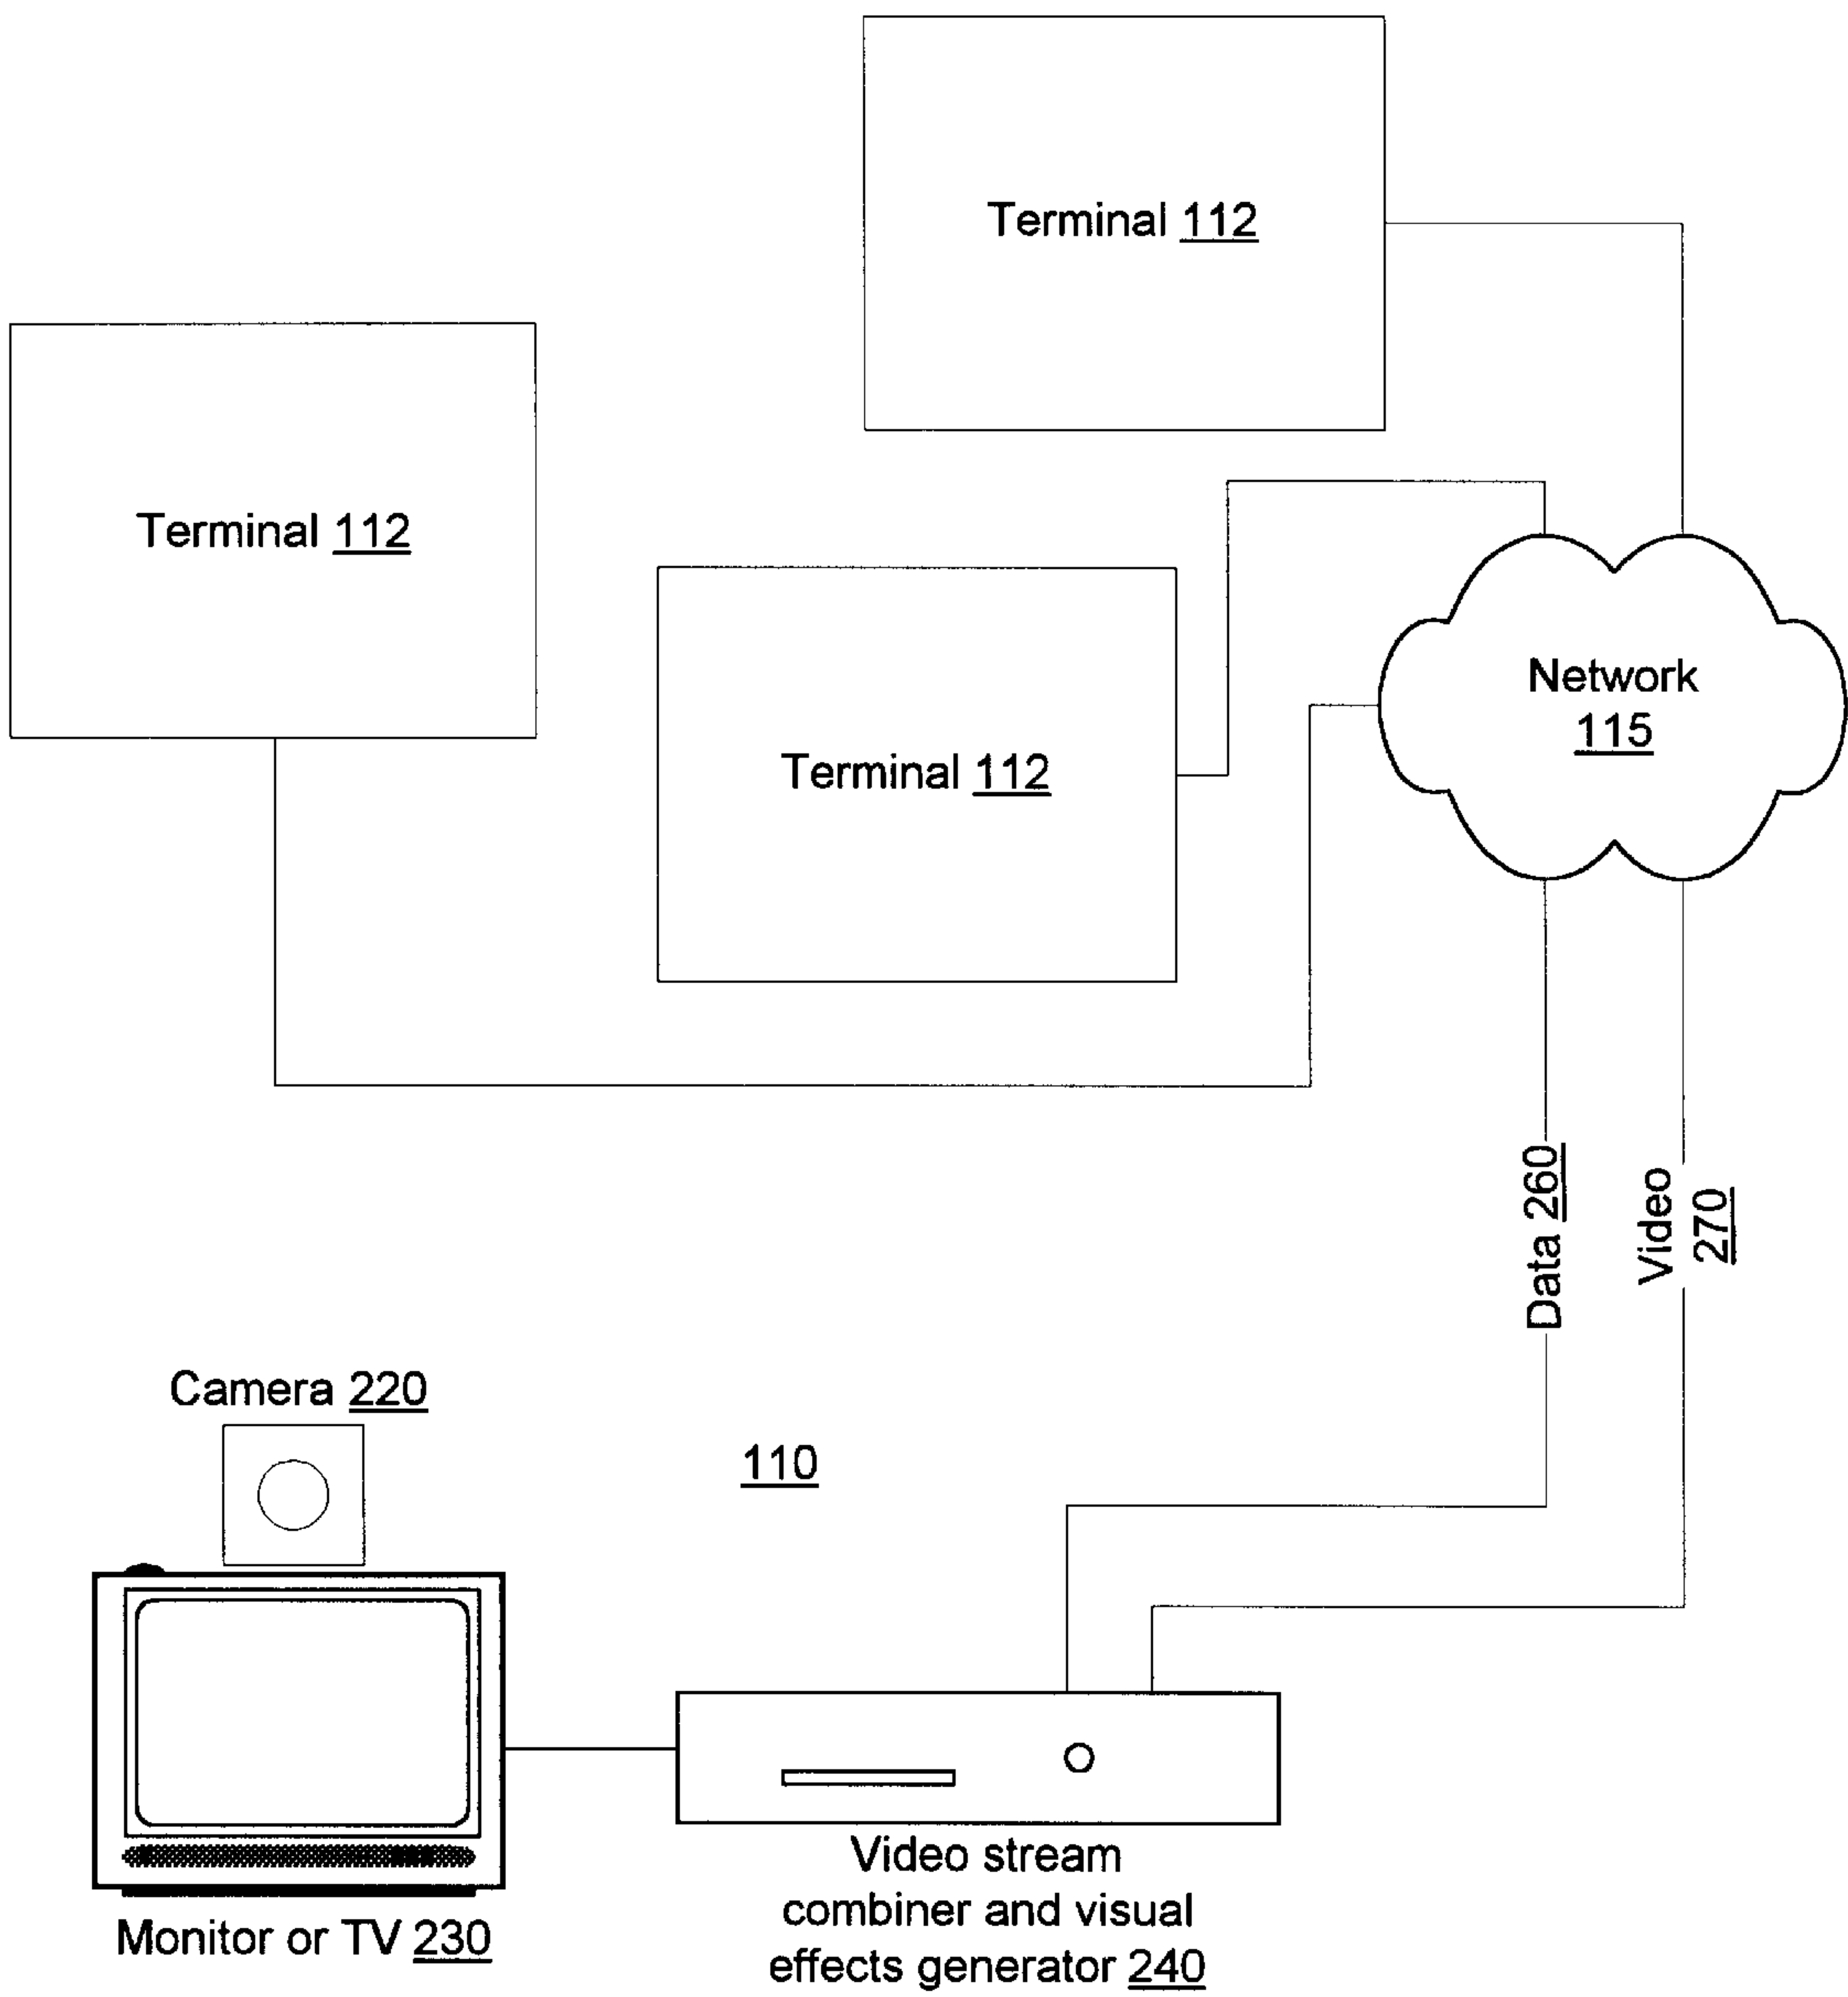 Terminal 112
Terminal 112
Terminal 112
Network
115
Data 260
Video
270
Camera 220
110
Monitor or TV 230
Video stream
combiner and visual
effects generator 240